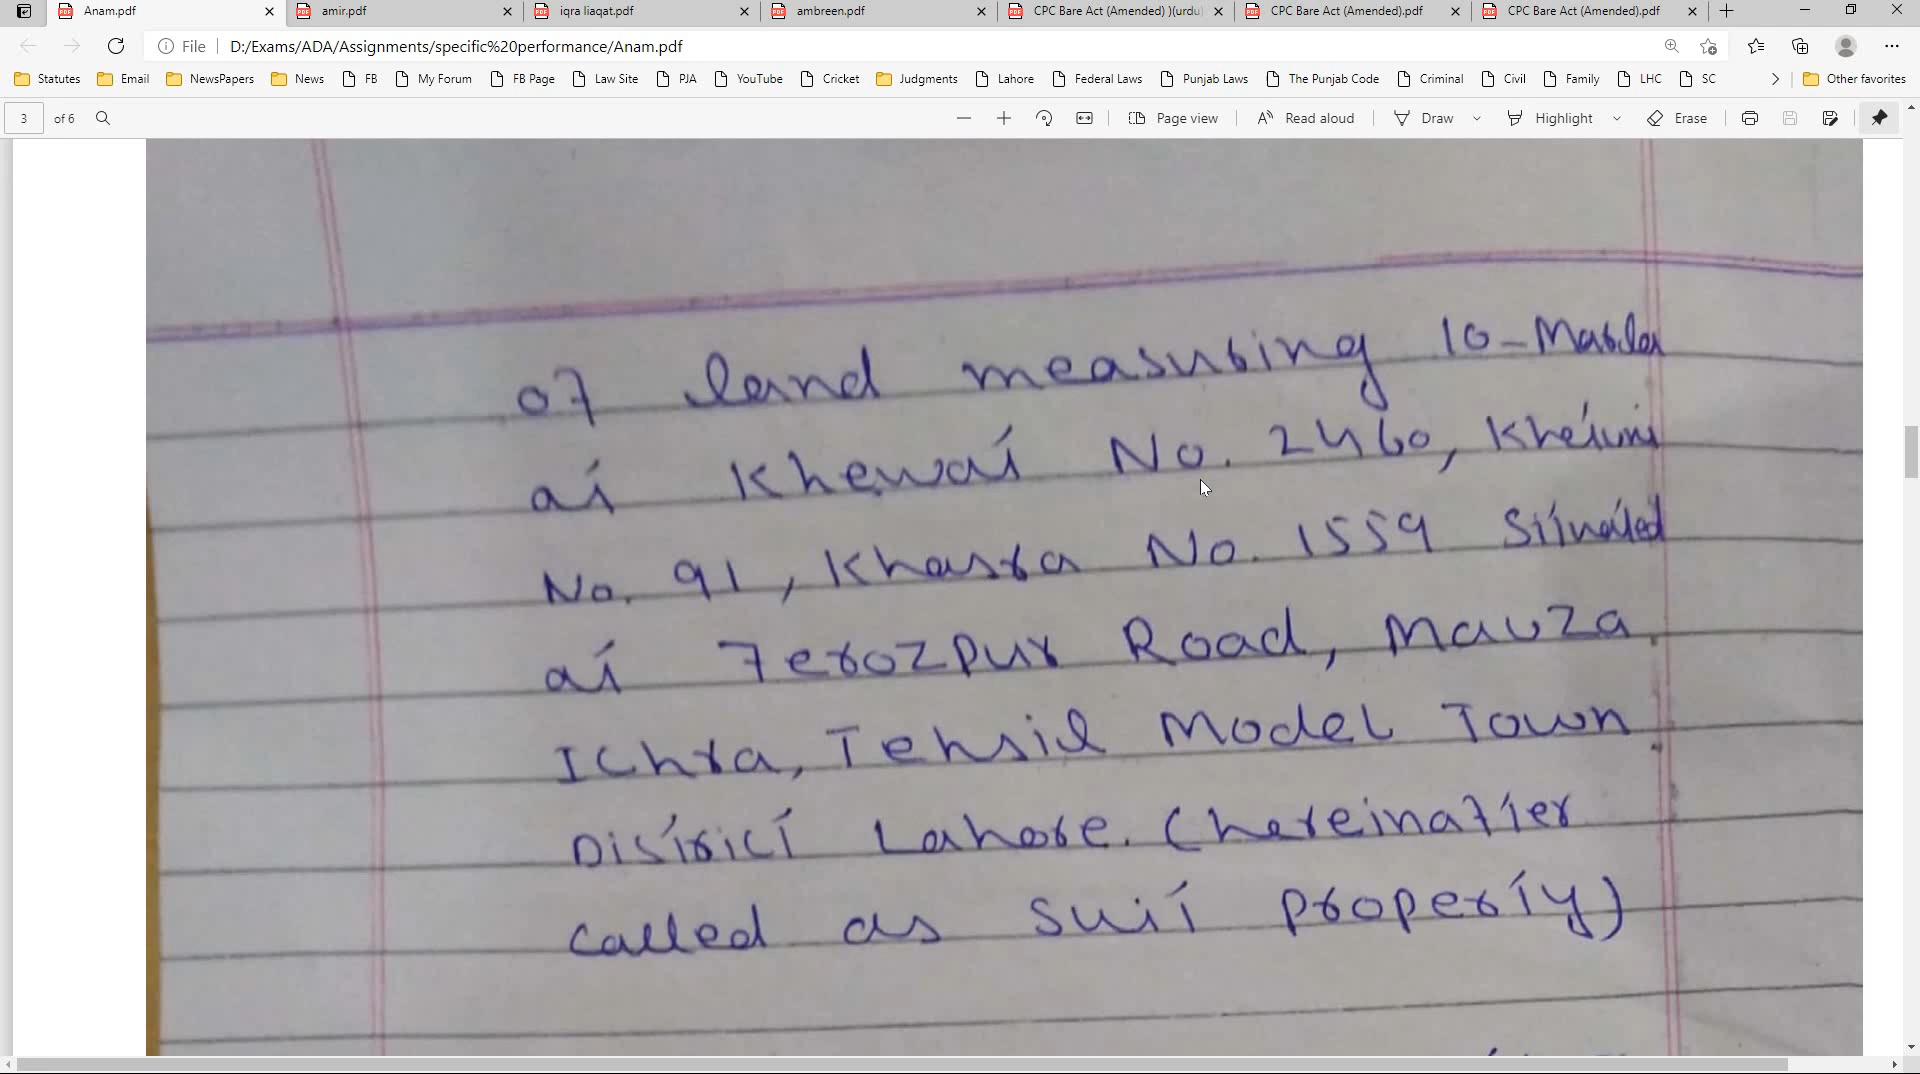 Anam.pdf
amir.pdf
iqra liaqat.pdf
ambreen.pdf
CPC Bare Act (Amended) )(urdu
CPC Bare Act (Amended).pdf
CPC Bare Act (Amended).pdf
File
D:/Exams/ADA/Assignments/specific%20performance/Anam.pdf
Statutes Email NewsPapers News FB My Forum FB Page Law Site PJA YouTube Cricket Judgments Lahore Federal Laws Punjab Laws The Punjab Code Criminal Civil Family LHC SC Other favorites
3 of 6 Page view Read aloud Draw Highlight Erase
of land measuring 10-Marla
at Khewat No. 2460, Khetuni
No. 91, Khasra No. 1559 Situated
at Ferozpur Road, Mauza
Ichra, Tehsil Model Town
District Lahore. (hereinafter
called as suit property)